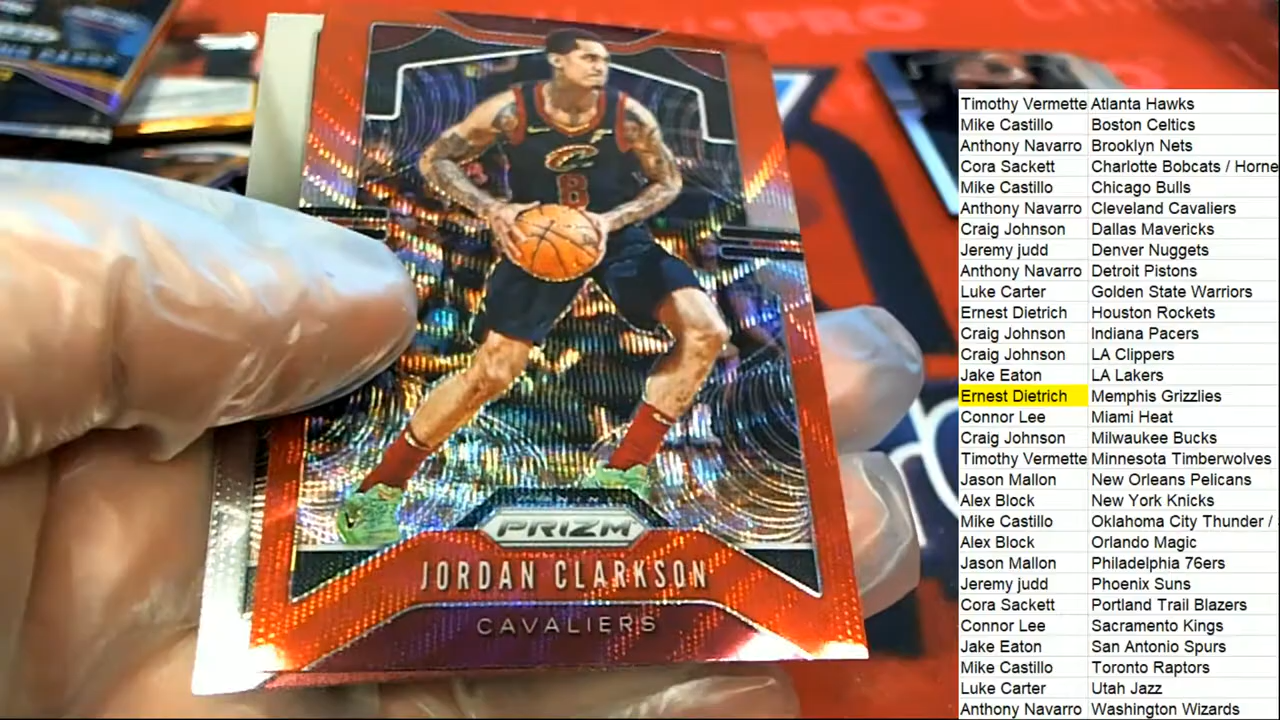 PRO
8
PRIZM
JORDAN CLARKSON
CAVALIERS
Timothy Vermette Atlanta Hawks
Mike Castillo Boston Celtics
Anthony Navarro Brooklyn Nets
Cora Sackett Charlotte Bobcats / Horne
Mike Castillo Chicago Bulls
Anthony Navarro Cleveland Cavaliers
Craig Johnson Dallas Mavericks
Jeremy judd Denver Nuggets
Anthony Navarro Detroit Pistons
Luke Carter Golden State Warriors
Ernest Dietrich Houston Rockets
Craig Johnson Indiana Pacers
Craig Johnson LA Clippers
Jake Eaton LA Lakers
Ernest Dietrich Memphis Grizzlies
Connor Lee Miami Heat
Craig Johnson Milwaukee Bucks
Timothy Vermette Minnesota Timberwolves
Jason Mallon New Orleans Pelicans
Alex Block New York Knicks
Mike Castillo Oklahoma City Thunder /
Alex Block Orlando Magic
Jason Mallon Philadelphia 76ers
Jeremy judd Phoenix Suns
Cora Sackett Portland Trail Blazers
Connor Lee Sacramento Kings
Jake Eaton San Antonio Spurs
Mike Castillo Toronto Raptors
Luke Carter Utah Jazz
Anthony Navarro Washington Wizards